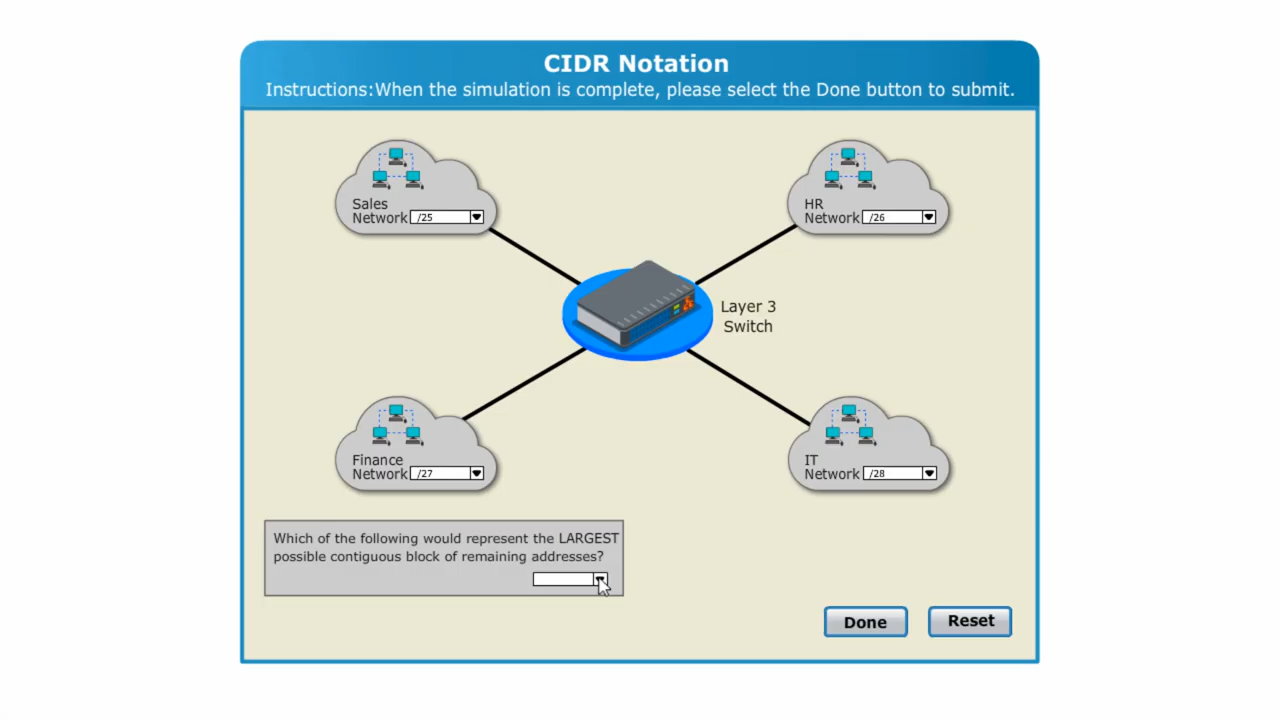 CIDR Notation
Instructions:When the simulation is complete, please select the Done button to submit.
Sales
Network /25
HR
Network /26
Layer 3
Switch
Finance
Network /27
IT
Network /28
Which of the following would represent the LARGEST
possible contiguous block of remaining addresses?
Done
Reset